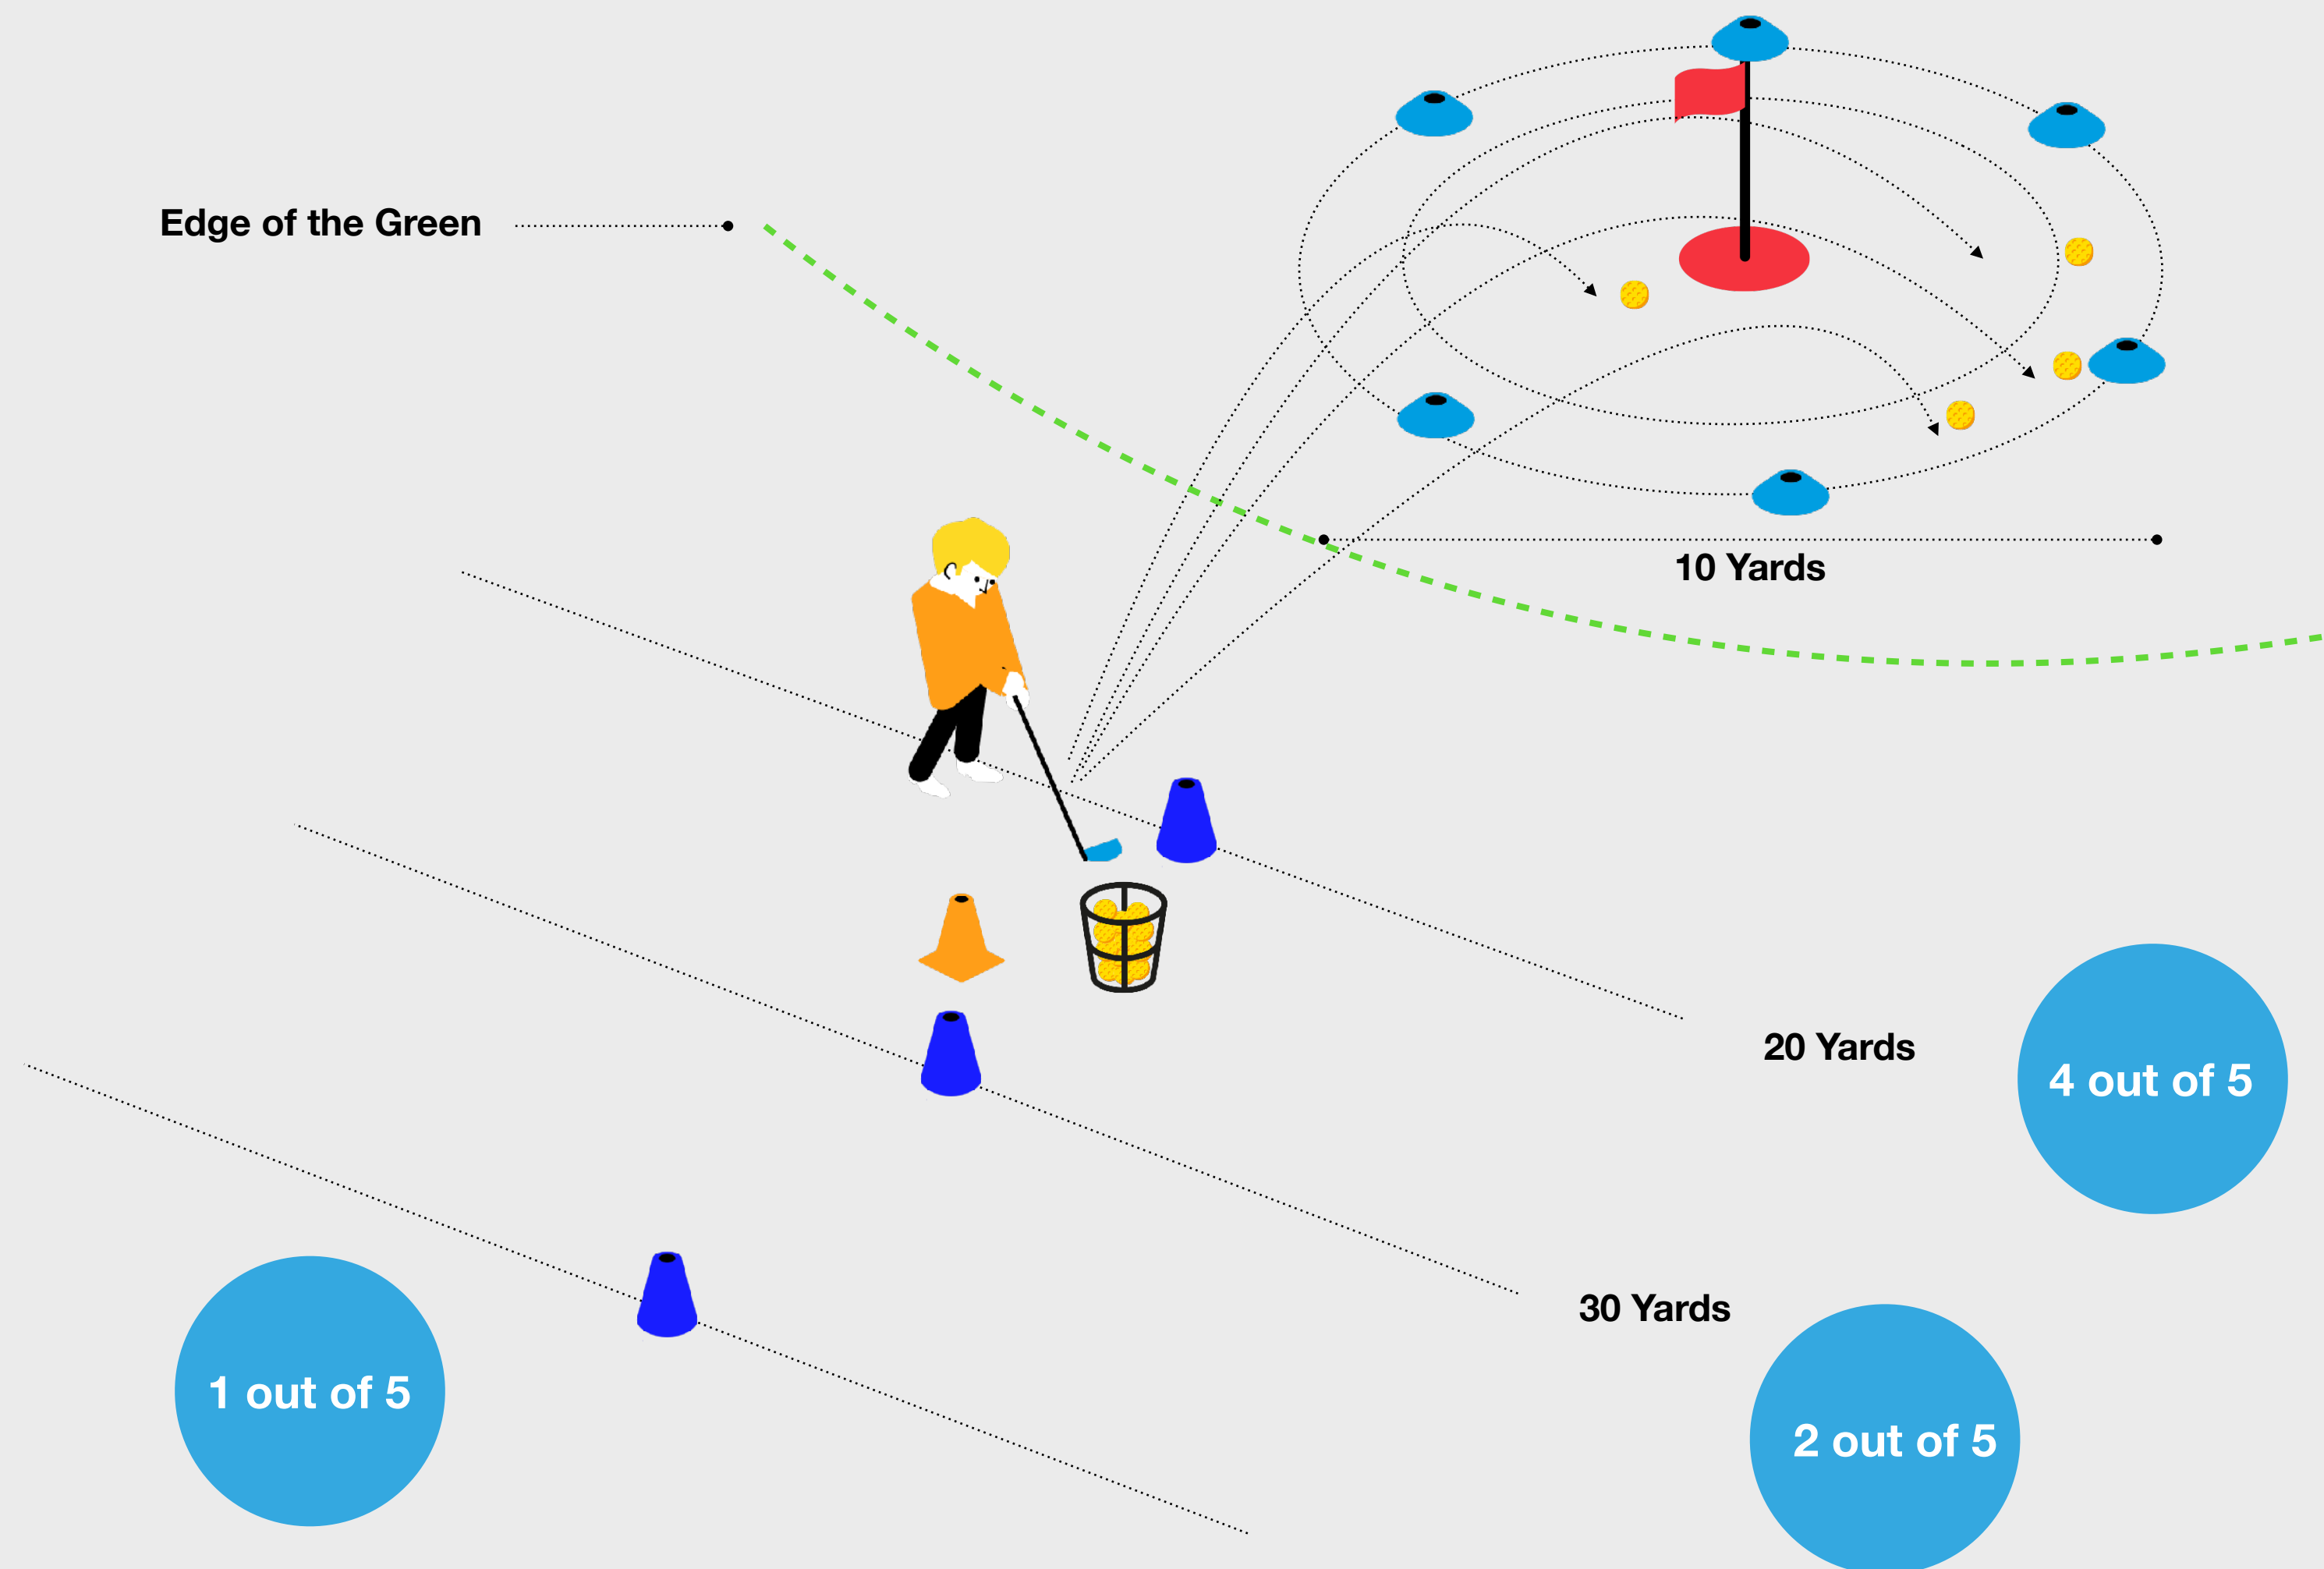 Edge of the Green
10 Yards
20 Yards
4 out of 5
30 Yards
1 out of 5
2 out of 5